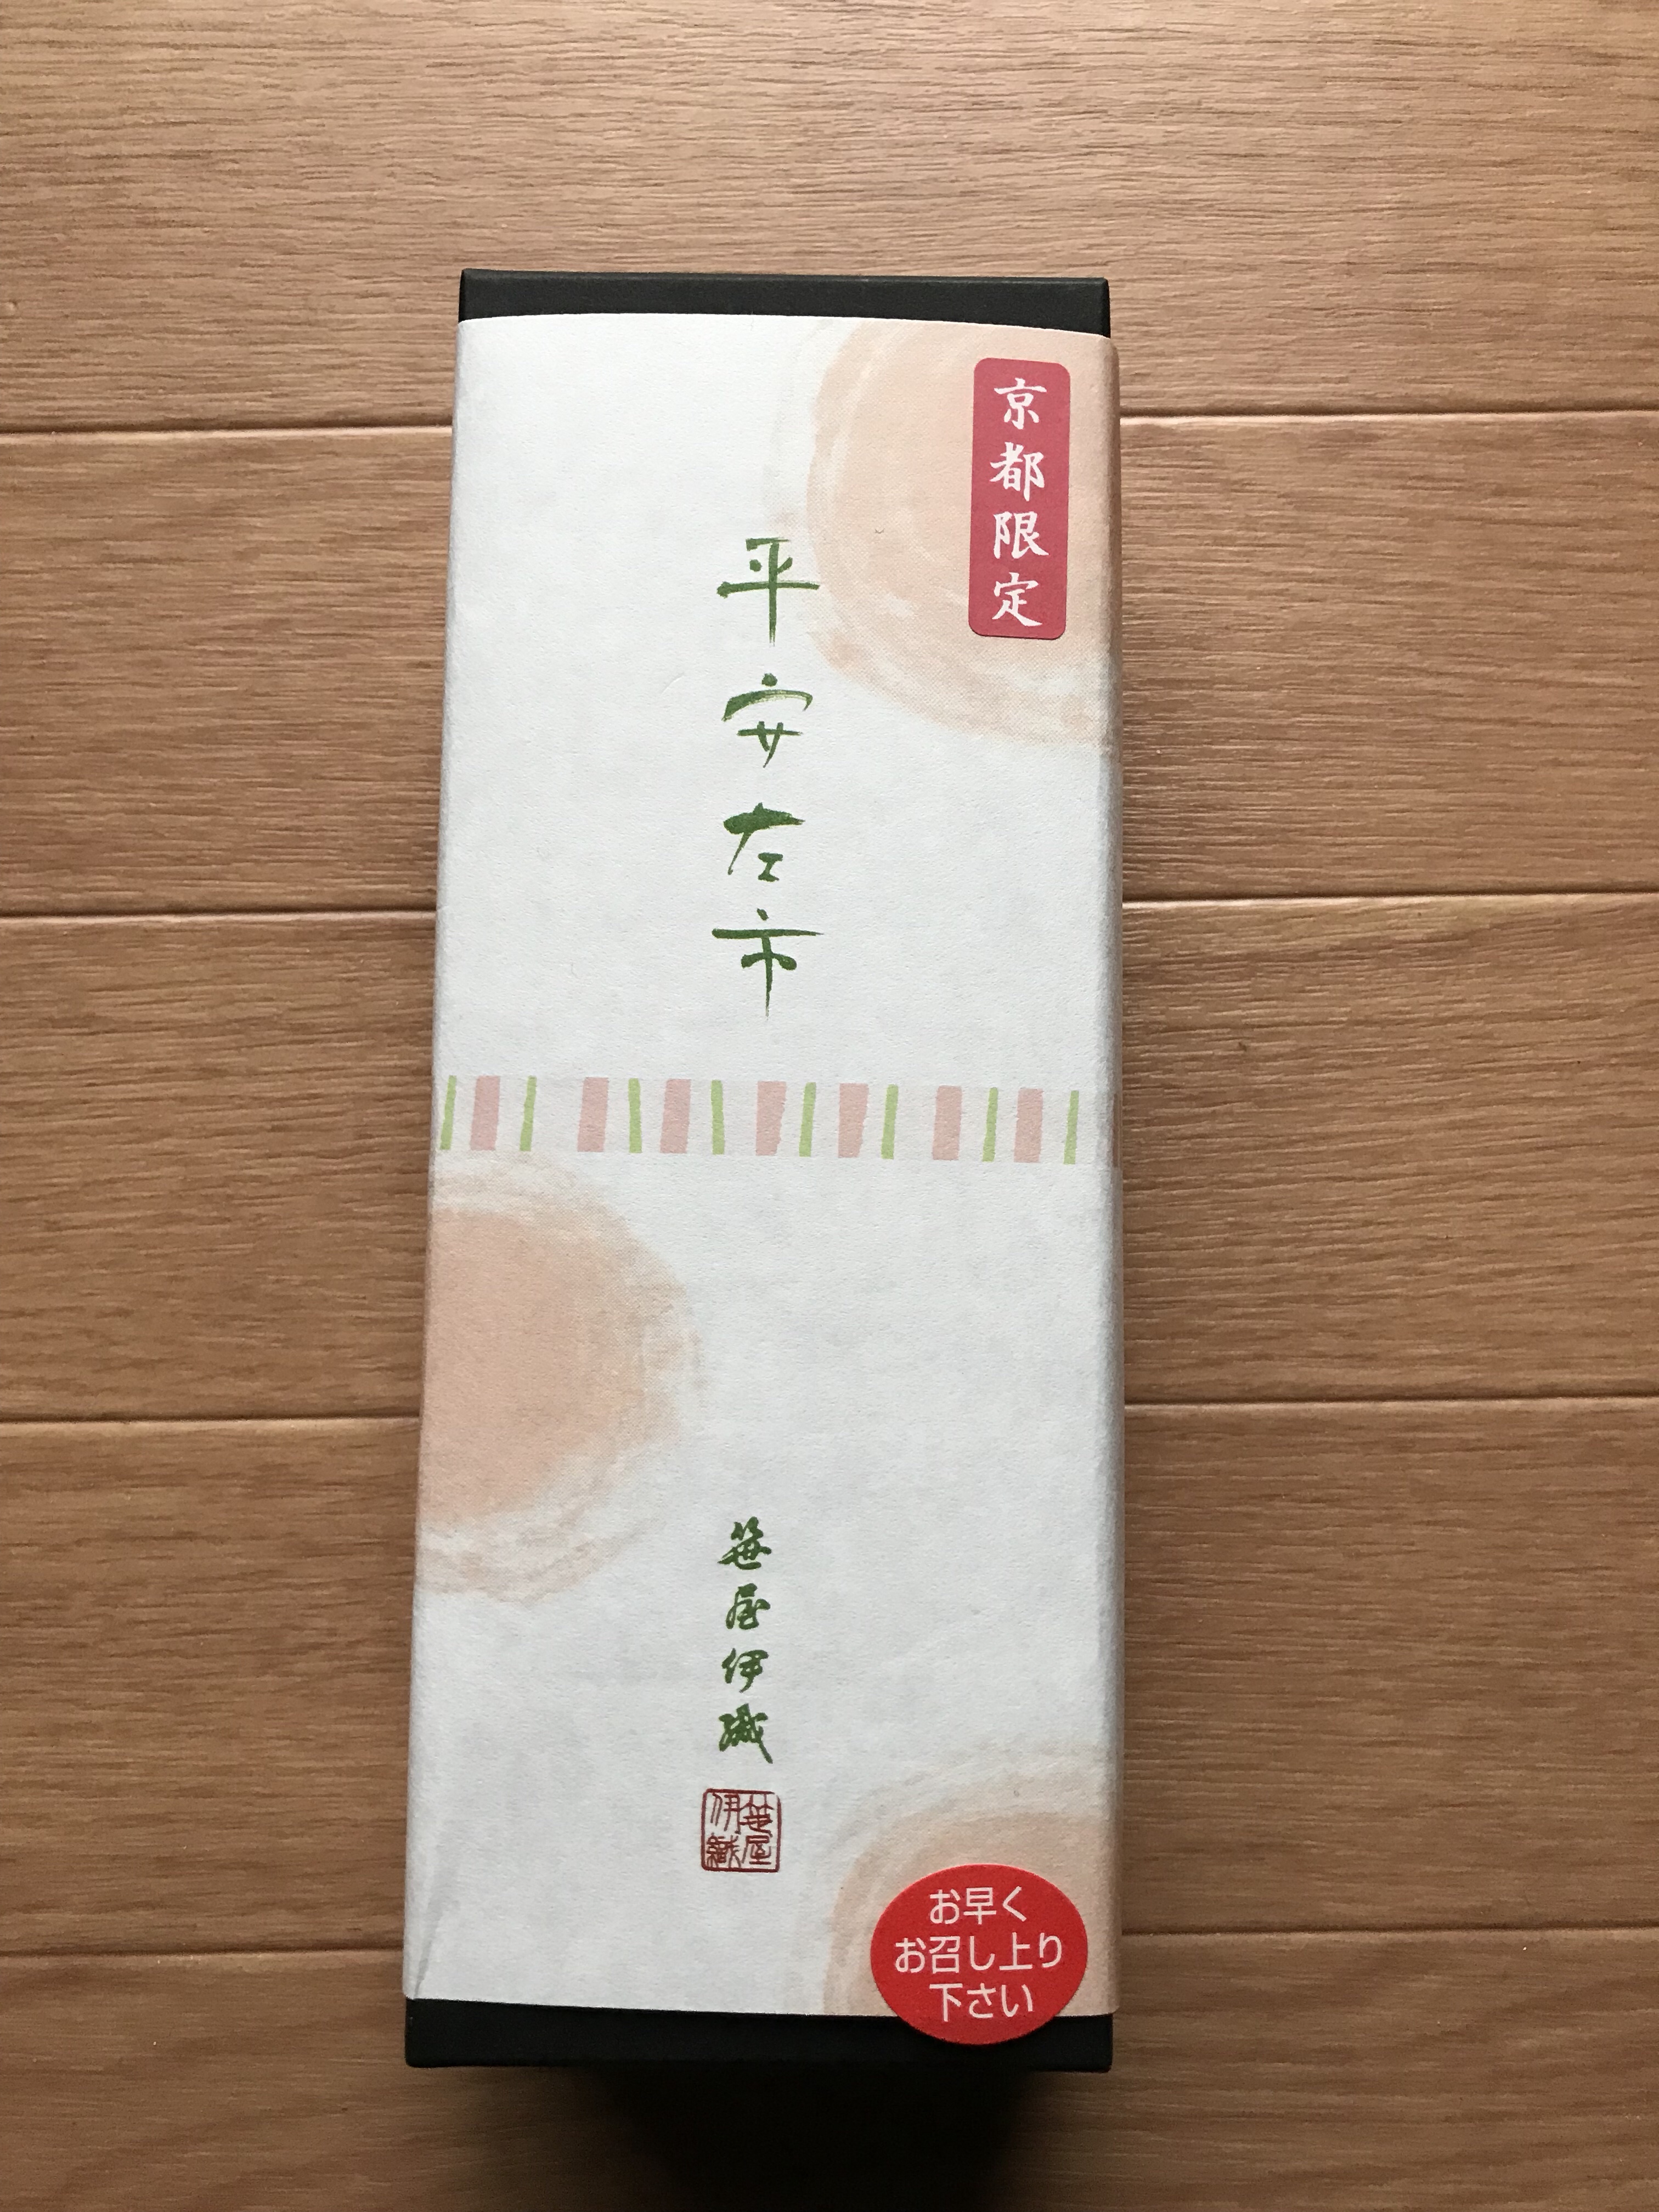 京都限定
平安左市
笹屋伊織
笹屋
伊織
お早く
お召し上り
下さい